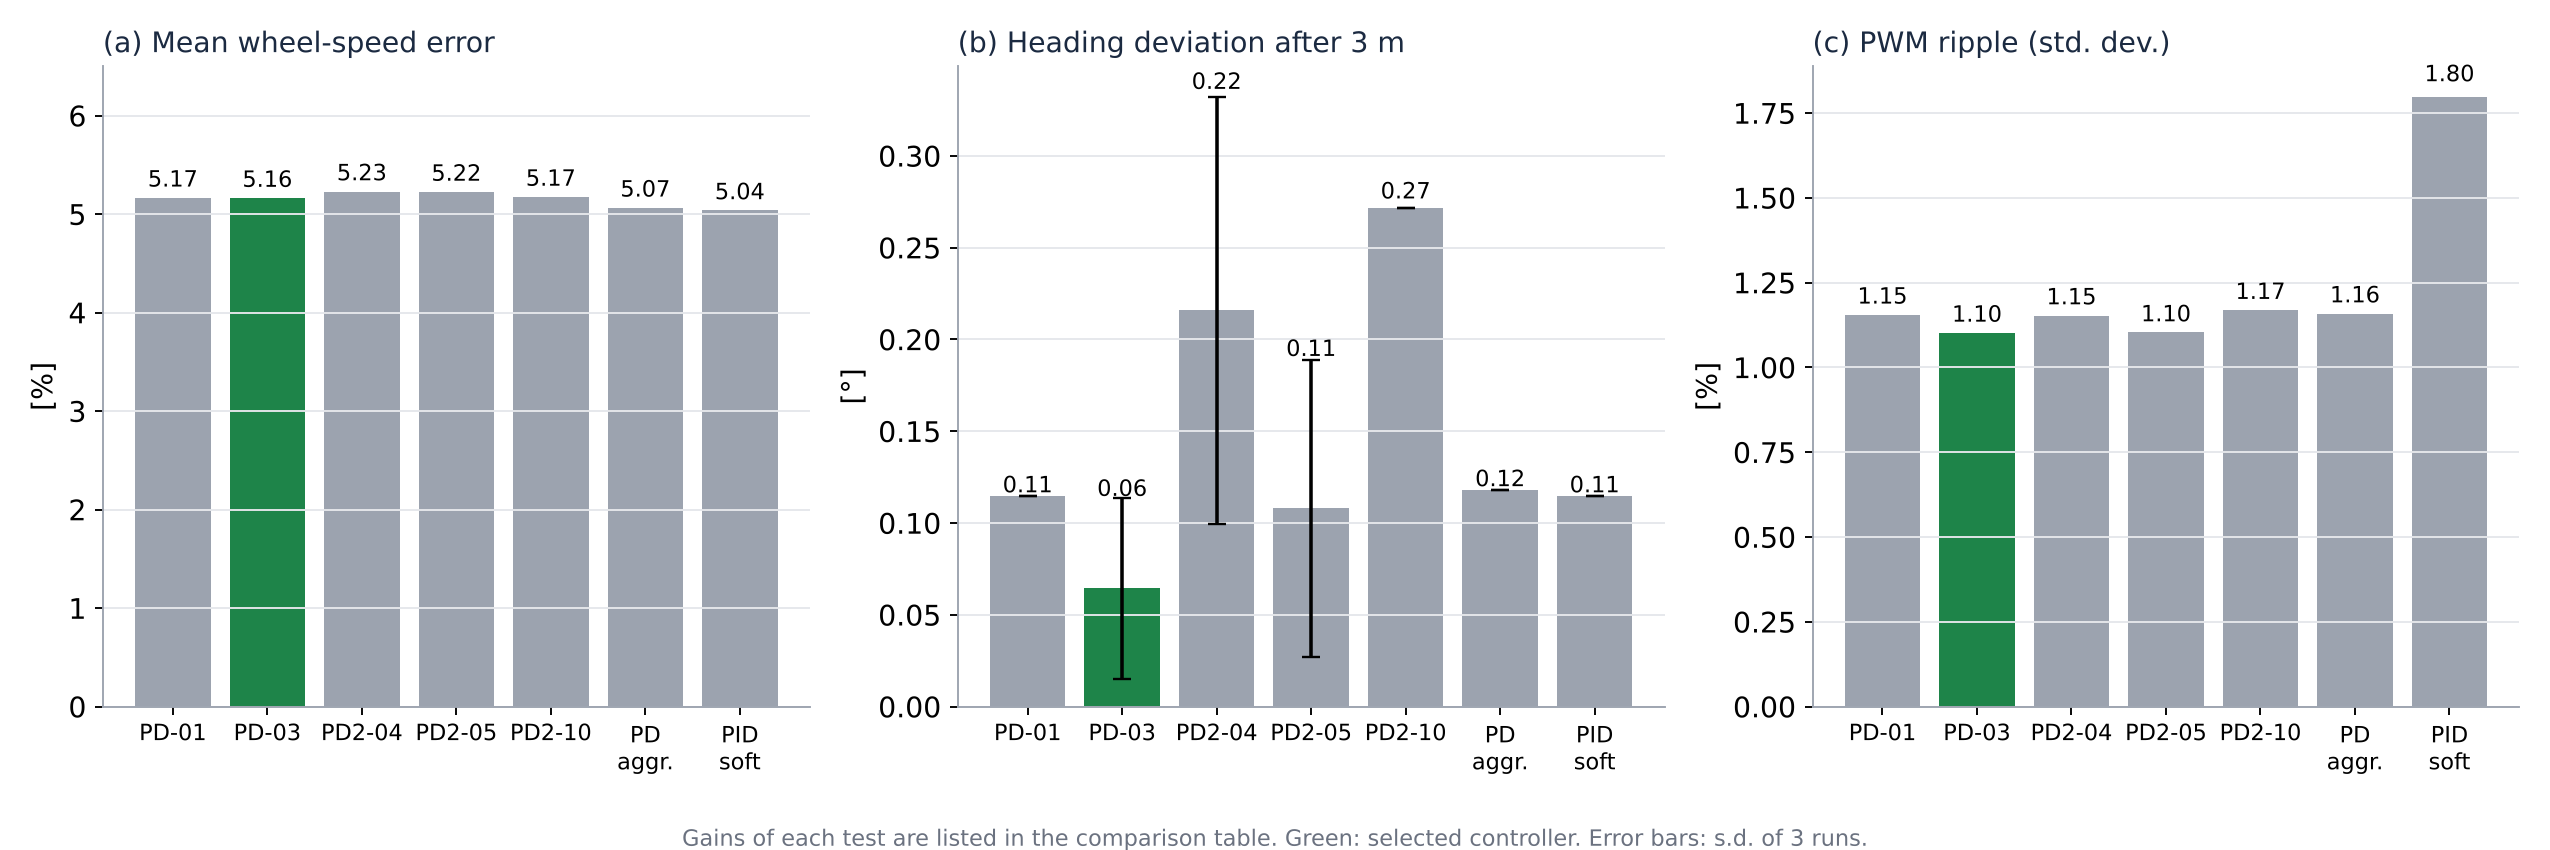 (a) Mean wheel-speed error
[%]
6
5
4
3
2
1
0
5.17
5.16
5.23
5.22
5.17
5.07
5.04
PD-01
PD-03
PD2-04
PD2-05
PD2-10
PD
aggr.
PID
soft
(b) Heading deviation after 3 m
[°]
0.30
0.25
0.20
0.15
0.10
0.05
0.00
0.11
0.06
0.22
0.11
0.27
0.12
0.11
PD-01
PD-03
PD2-04
PD2-05
PD2-10
PD
aggr.
PID
soft
(c) PWM ripple (std. dev.)
[%]
1.75
1.50
1.25
1.00
0.75
0.50
0.25
0.00
1.15
1.10
1.15
1.10
1.17
1.16
1.80
PD-01
PD-03
PD2-04
PD2-05
PD2-10
PD
aggr.
PID
soft
Gains of each test are listed in the comparison table. Green: selected controller. Error bars: s.d. of 3 runs.